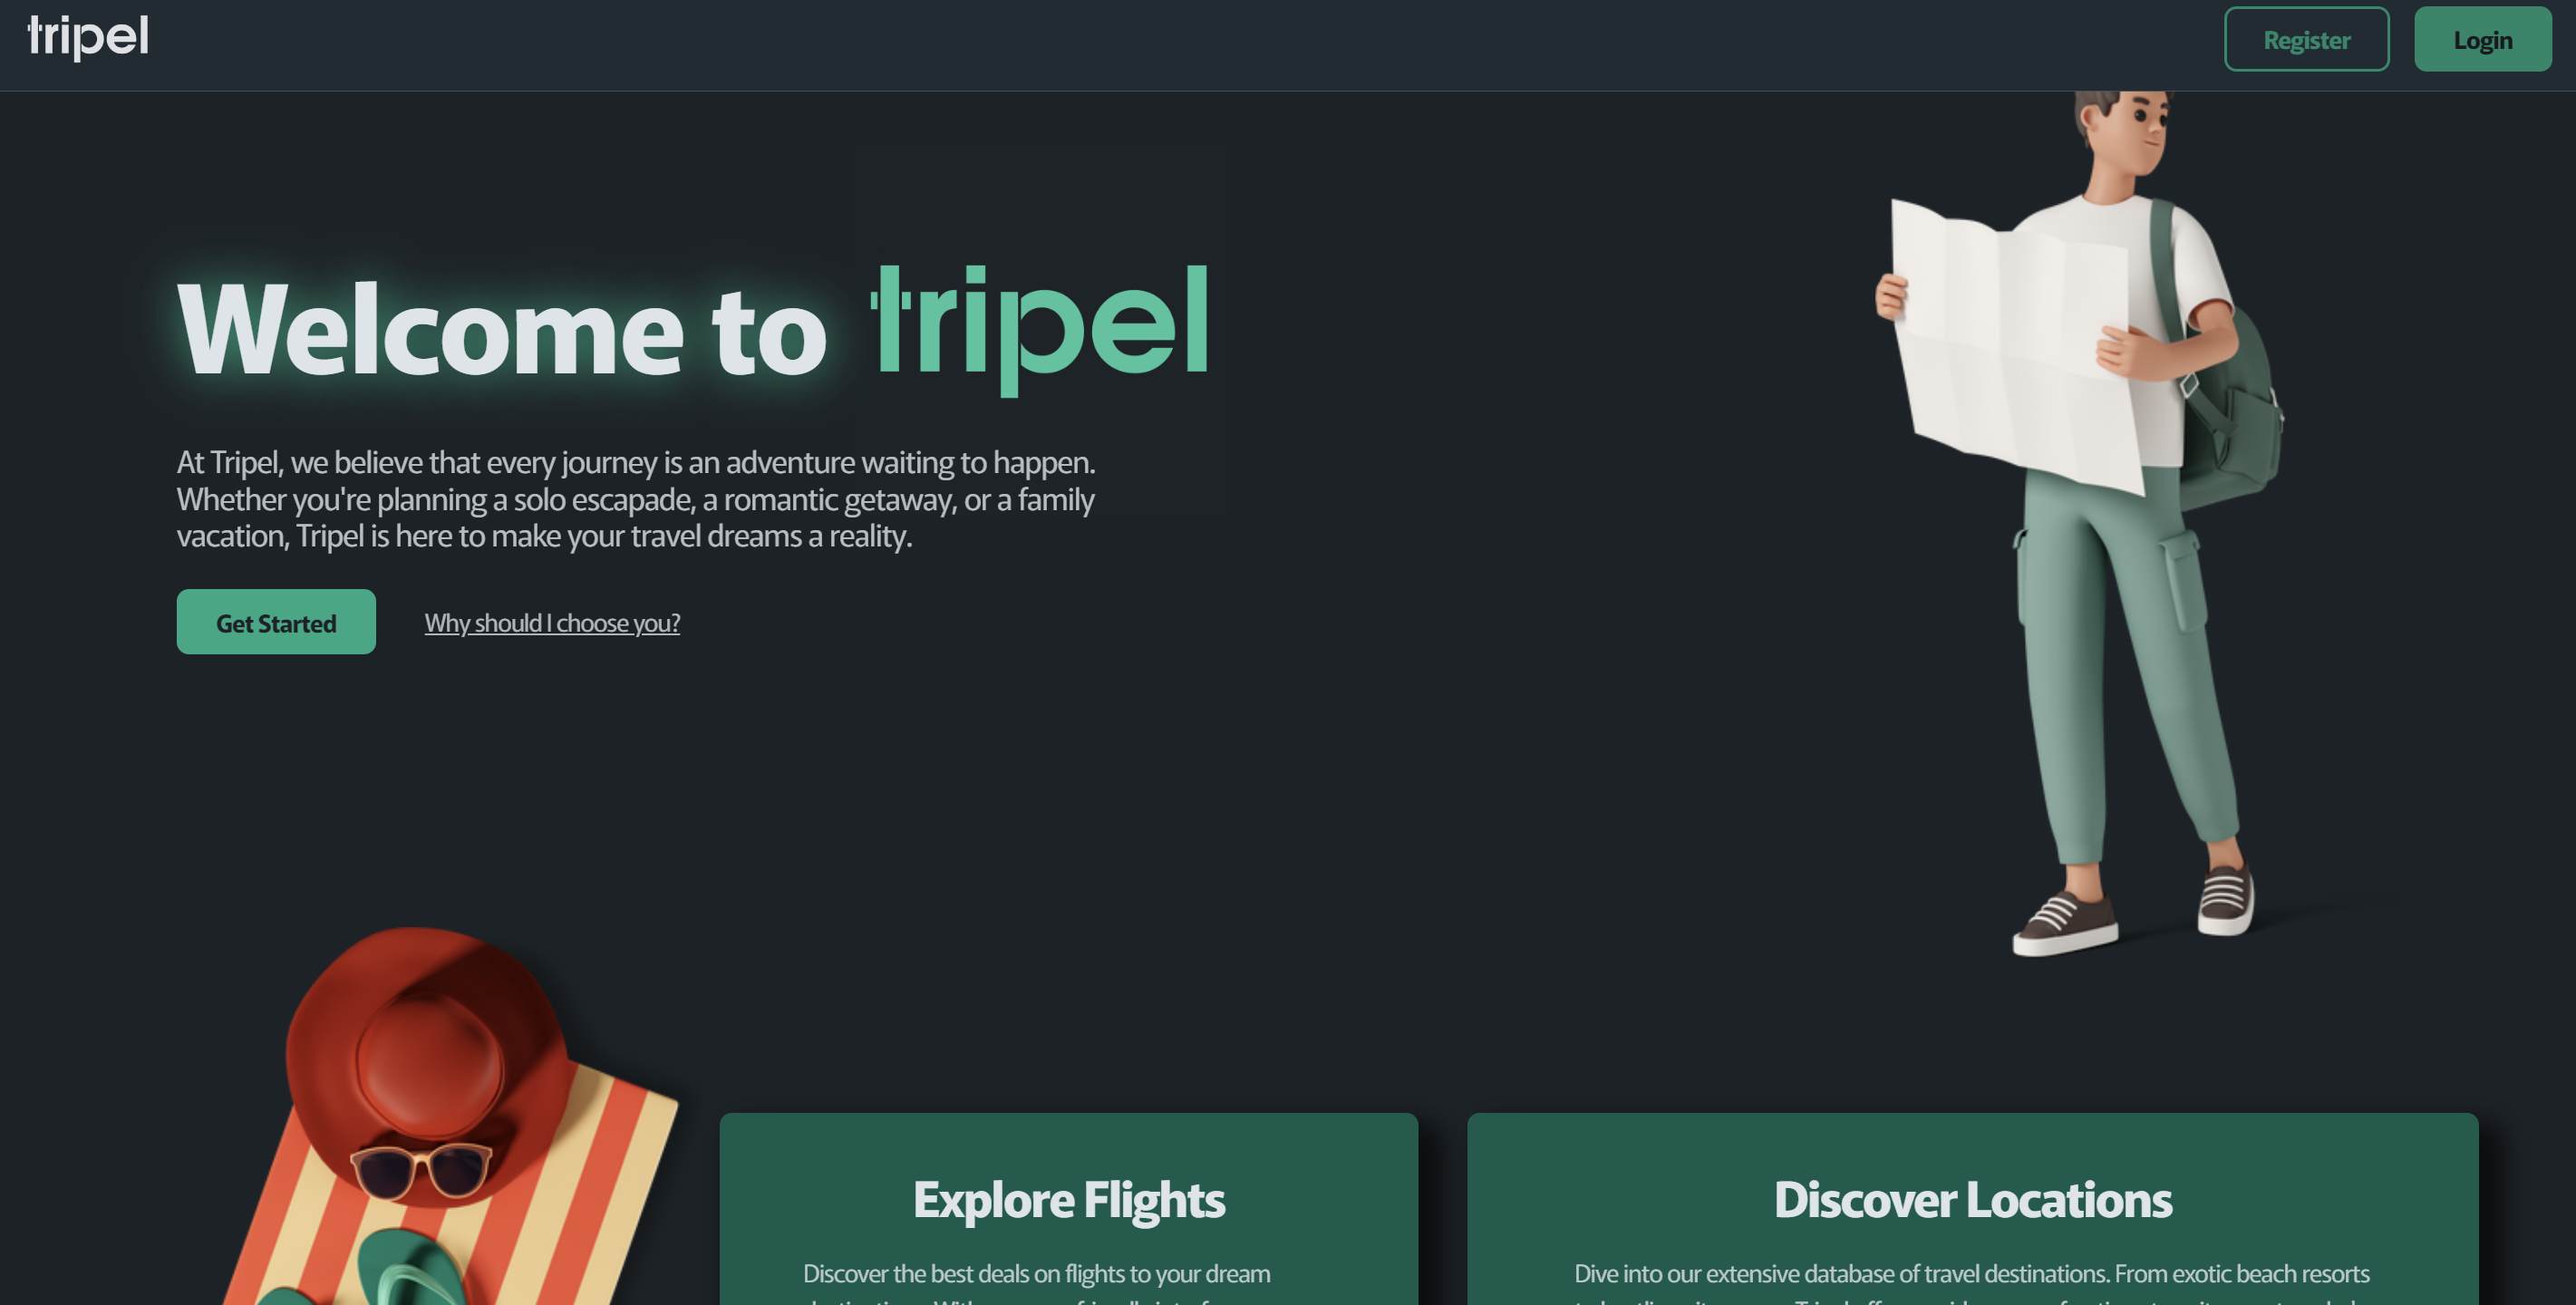 tripel
Register
Login
Welcome to tripel
At Tripel, we believe that every journey is an adventure waiting to happen.
Whether you're planning a solo escapade, a romantic getaway, or a family
vacation, Tripel is here to make your travel dreams a reality.
Get Started
Why should I choose you?
Explore Flights
Discover the best deals on flights to your dream
Discover Locations
Dive into our extensive database of travel destinations. From exotic beach resorts